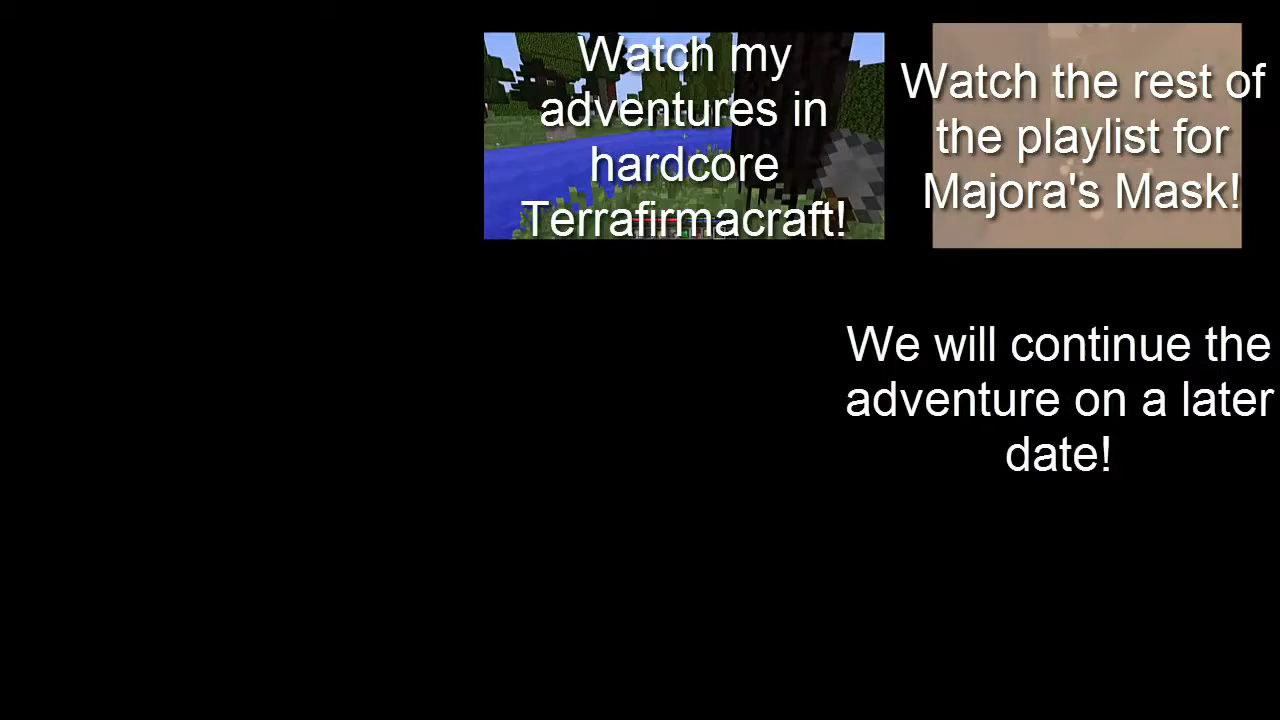 Watch my
adventures in
hardcore
Terrafirmacraft!
Watch the rest of
the playlist for
Majora's Mask!
We will continue the
adventure on a later
date!